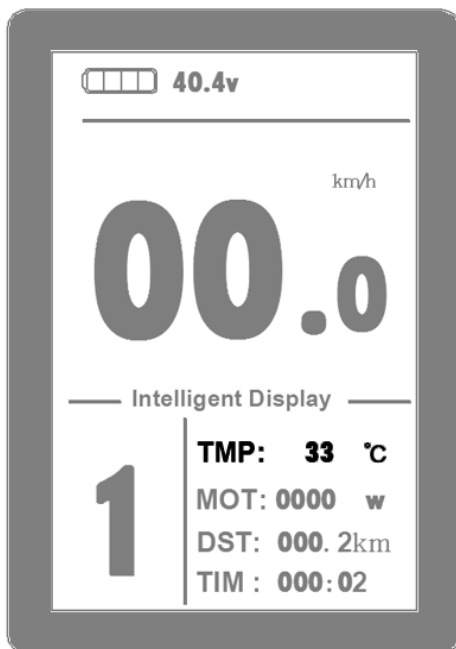 40.4v
km/h
00.0
Intelligent Display
1
TMP: 33 °C
MOT: 0000 w
DST: 000. 2km
TIM : 000:02